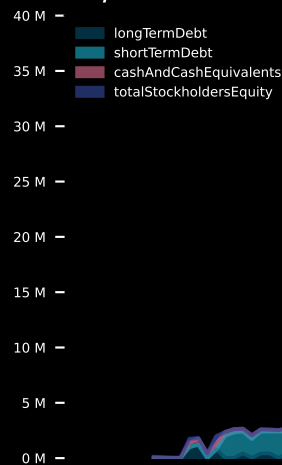 40 M
longTermDebt
shortTermDebt
35 M
cashAndCashEquivalents
totalStockholdersEquity
30 M
25 M
20 M
15 M
10 M
5 M
0 M